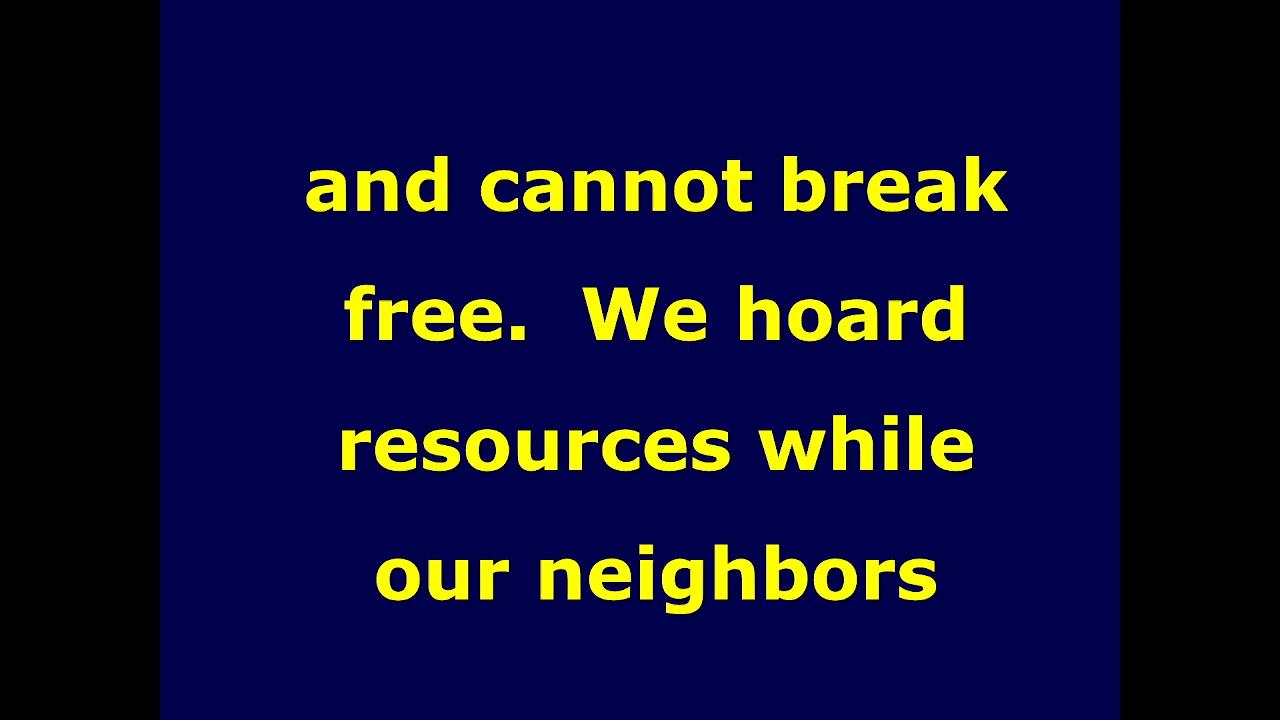 and cannot break
free.  We hoard
resources while
our neighbors